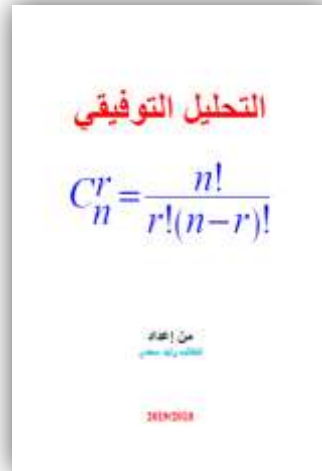 التحليل التوفيقي
C_n^r = n! / r!(n-r)!
من إعداد
2019/2018